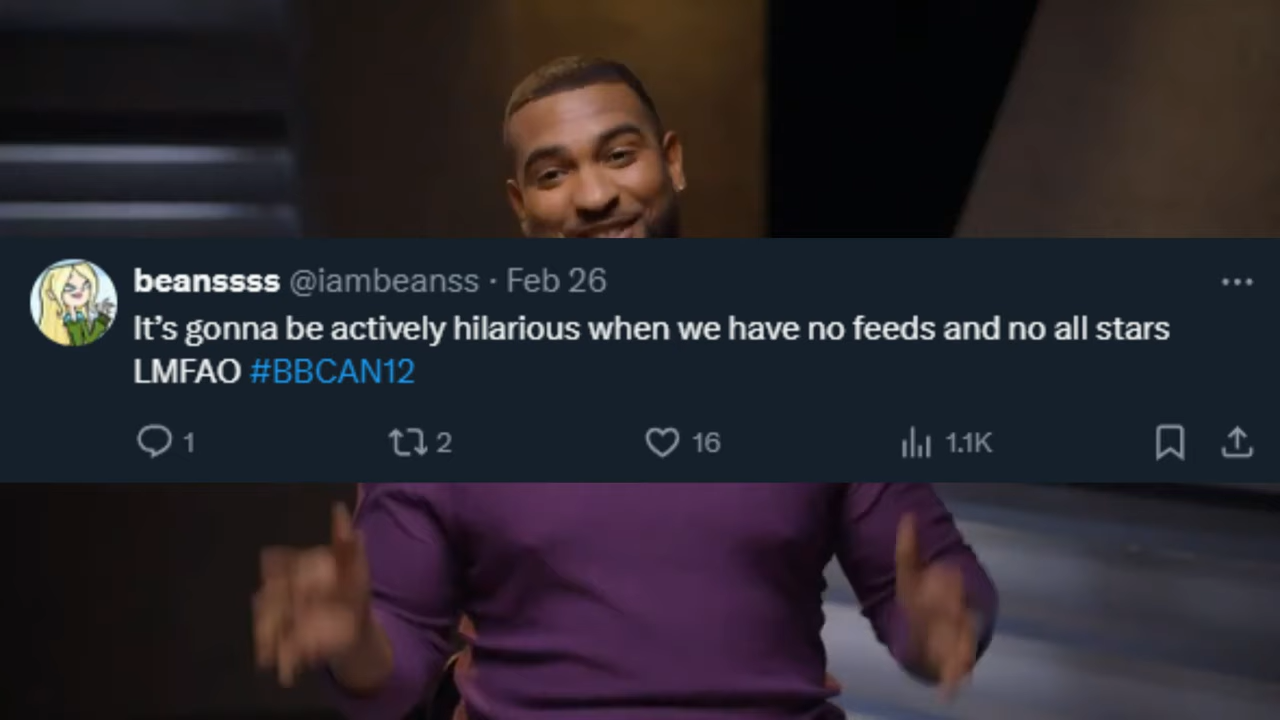 beanssss @iambeanss · Feb 26
It's gonna be actively hilarious when we have no feeds and no all stars
LMFAO #BBCAN12
1 2 16 1.1K